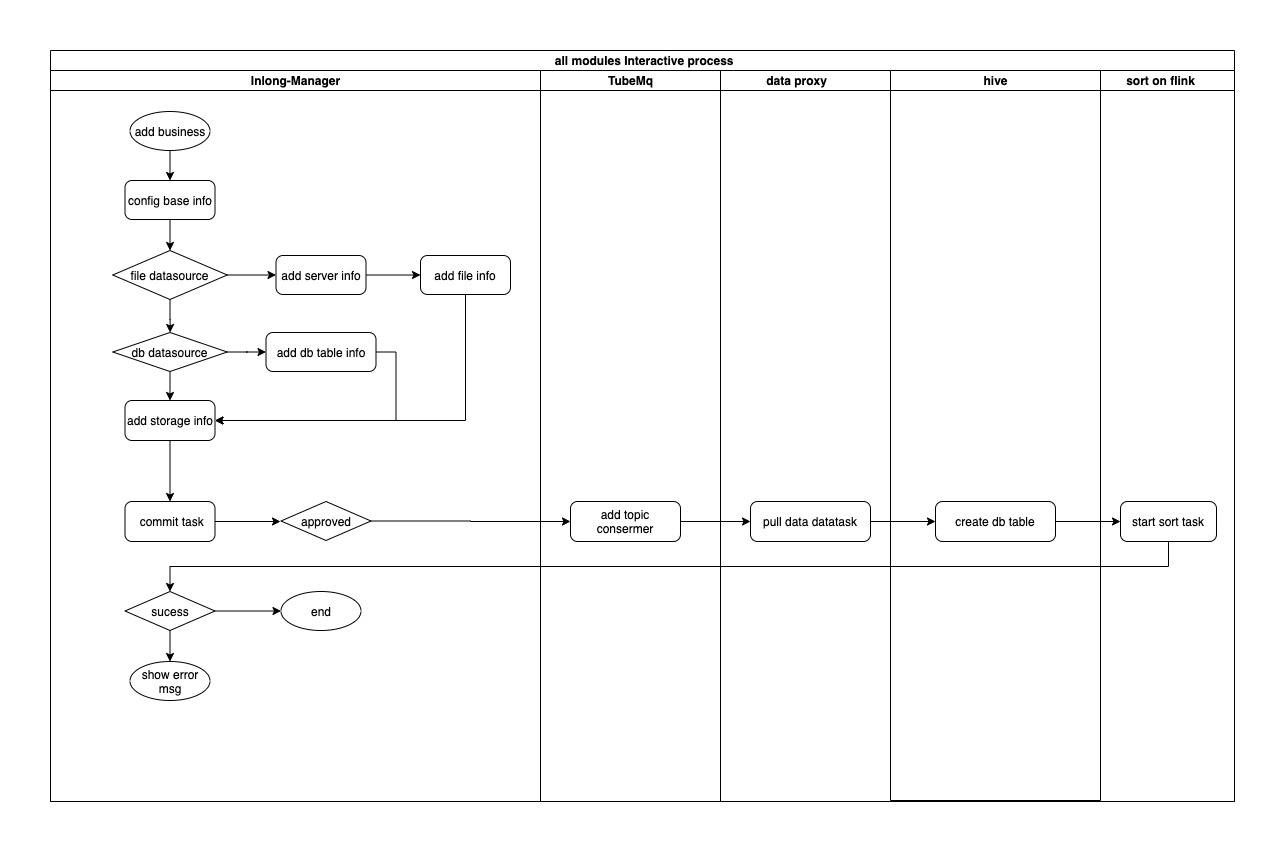 all modules Interactive process
Inlong-Manager
TubeMq
data proxy
hive
sort on flink
add business
config base info
file datasource
add server info
add file info
db datasource
add db table info
add storage info
commit task
approved
add topic
consermer
pull data datatask
create db table
start sort task
sucess
end
show error
msg